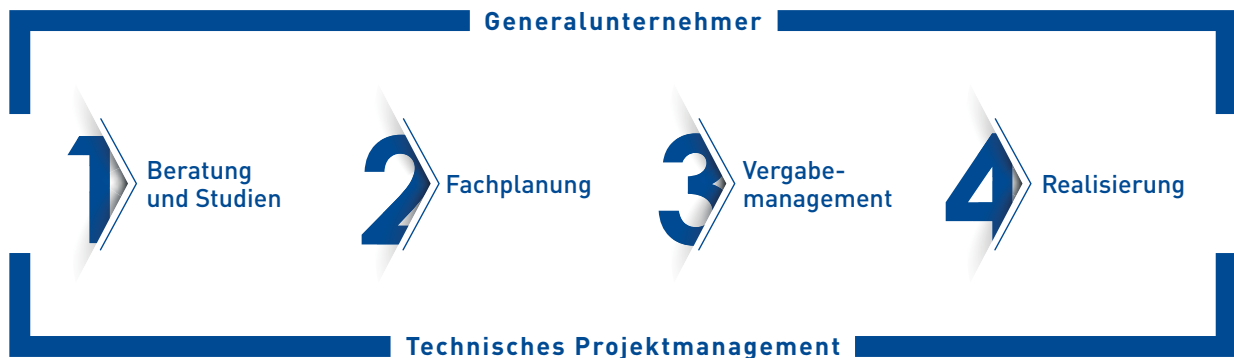 Generalunternehmer
1
Beratung
und Studien
2
Fachplanung
3
Vergabe-
management
4
Realisierung
Technisches Projektmanagement